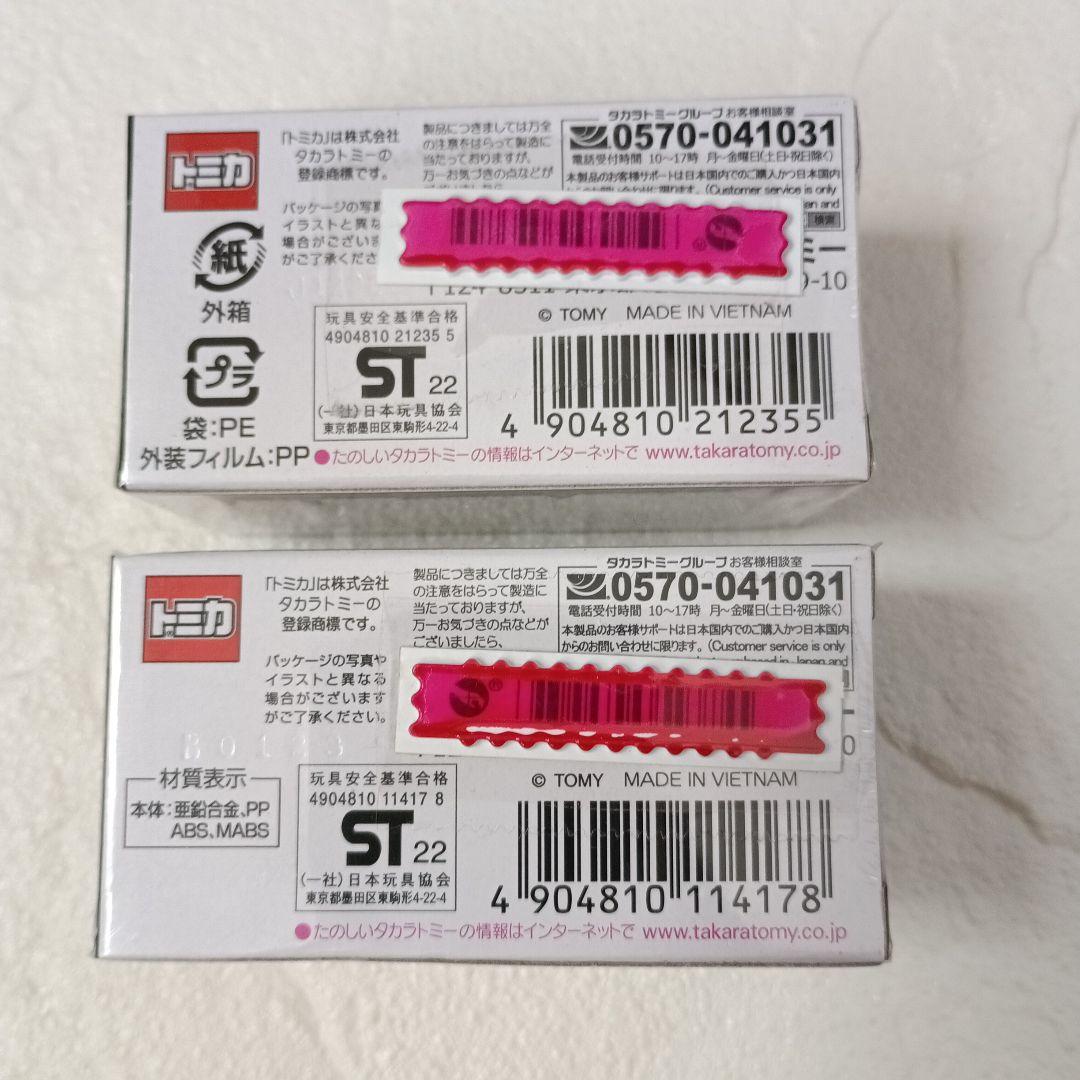 トミカ
「トミカ」は株式会社
タカラトミーの
登録商標です。
パッケージの写真
イラストと異な
場合がございま
がご了承くださ
製品につきましては万全
の注意をはらって製造に
当たっておりますが、
万一お気づきの点などが
タカラトミーグループお客様相談室
0570-041031
電話受付時間 10～17時 月～金曜日(土日・祝日除く)
本製品のお客様サポートは日本国内でのご購入かつ日本国内
からのお問い合わせに限ります。(Customer service is only
検索
紙
外箱
プラ
袋:PE
外装フィルム:PP
玩具安全基準合格
4904810 21235 5
ST 22
(一社)日本玩具協会
東京都墨田区東駒形4-22-4
© TOMY MADE IN VIETNAM
4 904810 212355
●たのしいタカラトミーの情報はインターネットで www.takaratomy.co.jp
トミカ
「トミカ」は株式会社
タカラトミーの
登録商標です。
パッケージの写真や
イラストと異なる
場合がございます
がご了承ください。
製品につきましては万全
の注意をはらって製造に
当たっておりますが、
万一お気づきの点などが
ございましたら、
タカラトミーグループお客様相談室
0570-041031
電話受付時間 10～17時 月～金曜日(土日・祝日除く)
本製品のお客様サポートは日本国内でのご購入かつ日本国内
からのお問い合わせに限ります。(Customer service is only
材質表示
本体:亜鉛合金、PP
ABS、MABS
玩具安全基準合格
4904810 11417 8
ST 22
(一社)日本玩具協会
東京都墨田区東駒形4-22-4
© TOMY MADE IN VIETNAM
4 904810 114178
●たのしいタカラトミーの情報はインターネットで www.takaratomy.co.jp